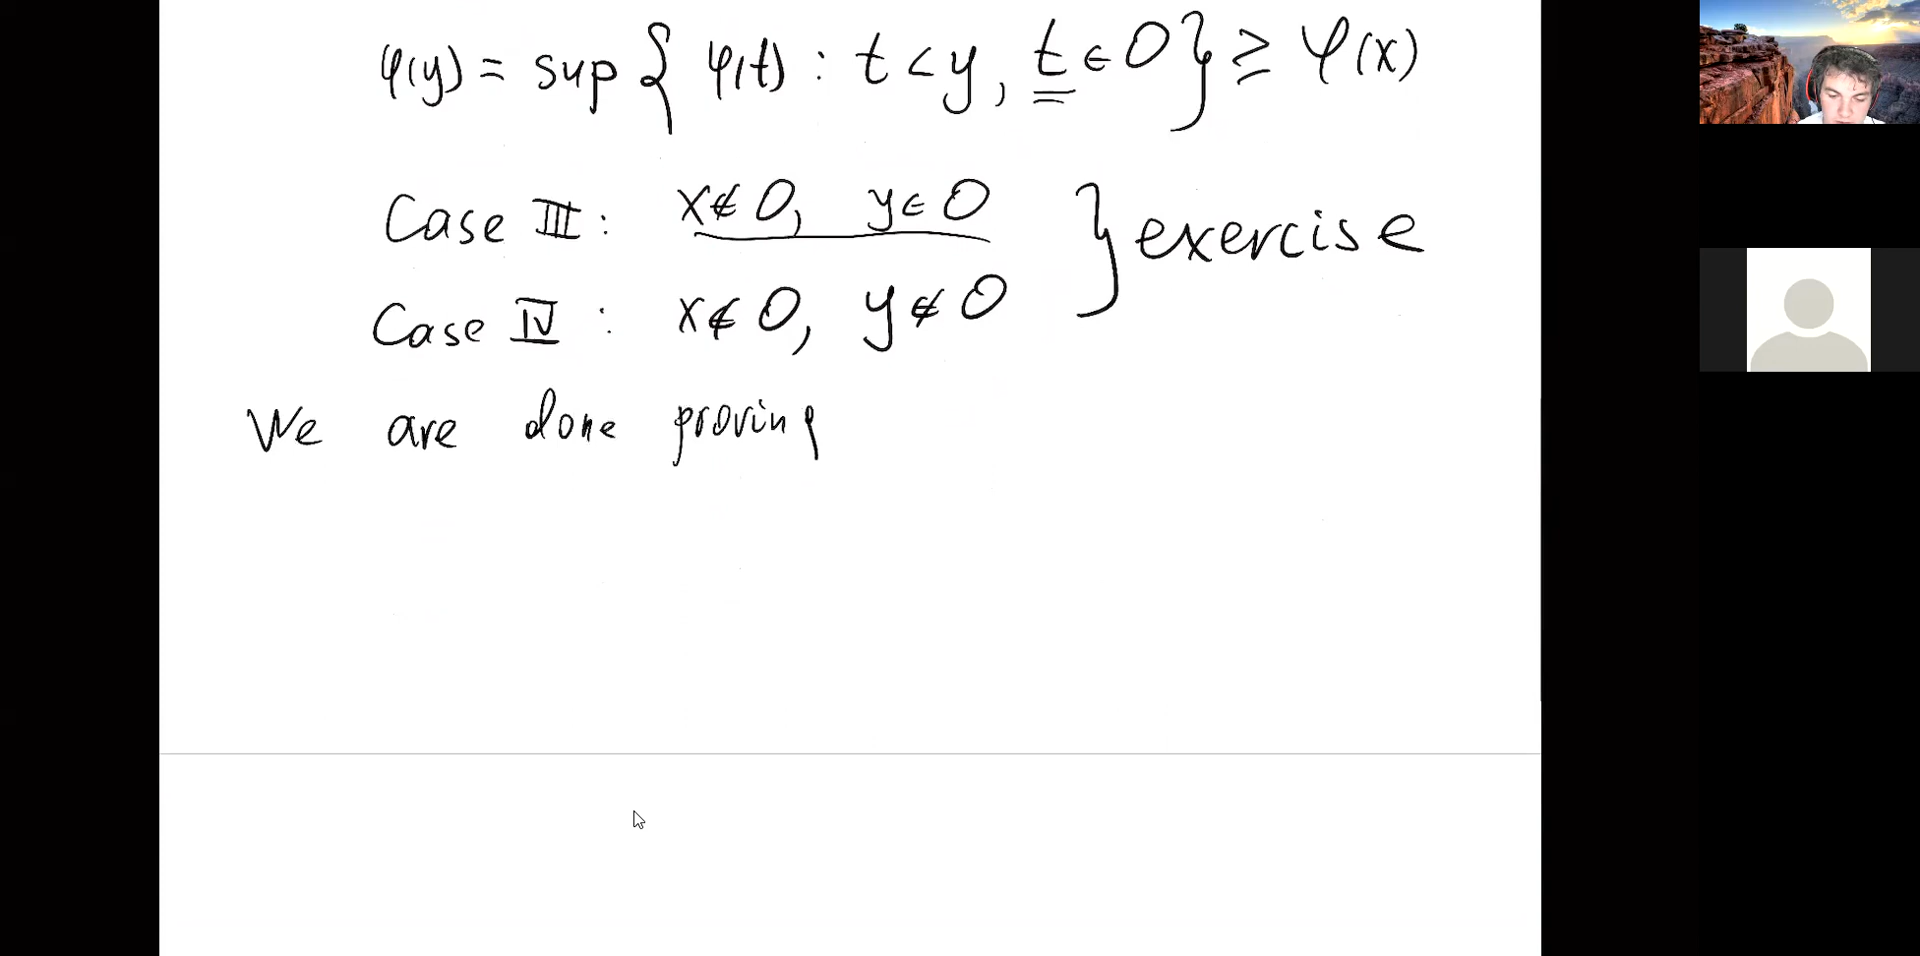 φ(y) = sup { φ(t) : t < y, t ∈ O } ≥ φ(x)
Case III : x ∉ O, y ∈ O } exercise
Case IV : x ∉ O, y ∉ O
We are done proving